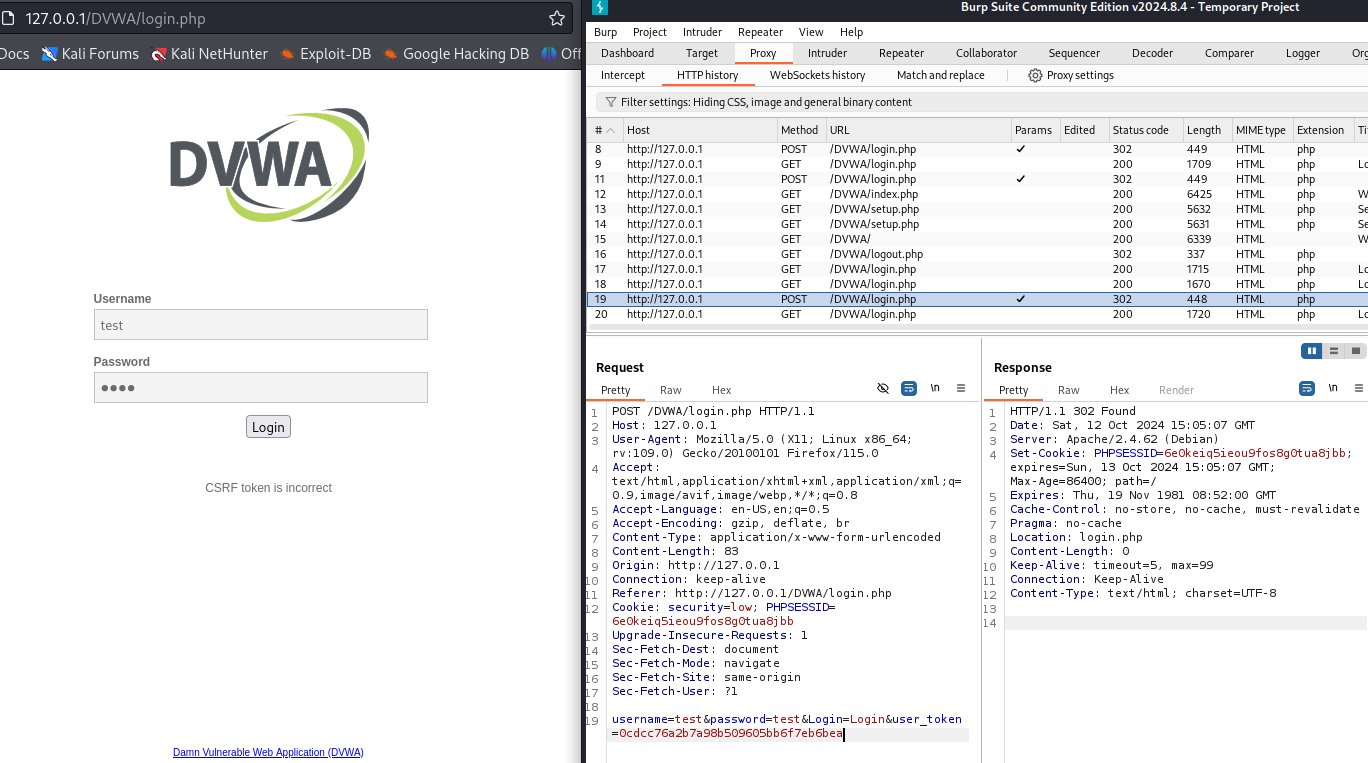 127.0.0.1/DVWA/login.php
Docs Kali Forums Kali NetHunter Exploit-DB Google Hacking DB Off
DVWA
Username
test
Password
Login
CSRF token is incorrect
Damn Vulnerable Web Application (DVWA)
Burp Suite Community Edition v2024.8.4 - Temporary Project
Burp Project Intruder Repeater View Help
Dashboard Target Proxy Intruder Repeater Collaborator Sequencer Decoder Comparer Logger Org
Intercept HTTP history WebSockets history Match and replace Proxy settings
Filter settings: Hiding CSS, image and general binary content
# Host Method URL Params Edited Status code Length MIME type Extension Ti
8 http://127.0.0.1 POST /DVWA/login.php ✓ 302 449 HTML php
9 http://127.0.0.1 GET /DVWA/login.php 200 1709 HTML php Lo
11 http://127.0.0.1 POST /DVWA/login.php ✓ 302 449 HTML php
12 http://127.0.0.1 GET /DVWA/index.php 200 6425 HTML php W
13 http://127.0.0.1 GET /DVWA/setup.php 200 5632 HTML php Se
14 http://127.0.0.1 GET /DVWA/setup.php 200 5631 HTML php Se
15 http://127.0.0.1 GET /DVWA/ 200 6339 HTML W
16 http://127.0.0.1 GET /DVWA/logout.php 302 337 HTML php
17 http://127.0.0.1 GET /DVWA/login.php 200 1715 HTML php Lo
18 http://127.0.0.1 GET /DVWA/login.php 200 1670 HTML php Lo
19 http://127.0.0.1 POST /DVWA/login.php ✓ 302 448 HTML php
20 http://127.0.0.1 GET /DVWA/login.php 200 1720 HTML php Lo
Request
Pretty Raw Hex \n
1 POST /DVWA/login.php HTTP/1.1
2 Host: 127.0.0.1
3 User-Agent: Mozilla/5.0 (X11; Linux x86_64;
rv:109.0) Gecko/20100101 Firefox/115.0
4 Accept:
text/html,application/xhtml+xml,application/xml;q=
0.9,image/avif,image/webp,*/*;q=0.8
5 Accept-Language: en-US,en;q=0.5
6 Accept-Encoding: gzip, deflate, br
7 Content-Type: application/x-www-form-urlencoded
8 Content-Length: 83
9 Origin: http://127.0.0.1
10 Connection: keep-alive
11 Referer: http://127.0.0.1/DVWA/login.php
12 Cookie: security=low; PHPSESSID=
6e0keiq5ieou9fos8g0tua8jbb
13 Upgrade-Insecure-Requests: 1
14 Sec-Fetch-Dest: document
15 Sec-Fetch-Mode: navigate
16 Sec-Fetch-Site: same-origin
17 Sec-Fetch-User: ?1
18
19 username=test&password=test&Login=Login&user_token
=0cdcc76a2b7a98b509605bb6f7eb6bea
Response
Pretty Raw Hex Render \n
1 HTTP/1.1 302 Found
2 Date: Sat, 12 Oct 2024 15:05:07 GMT
3 Server: Apache/2.4.62 (Debian)
4 Set-Cookie: PHPSESSID=6e0keiq5ieou9fos8g0tua8jbb;
expires=Sun, 13 Oct 2024 15:05:07 GMT;
Max-Age=86400; path=/
5 Expires: Thu, 19 Nov 1981 08:52:00 GMT
6 Cache-Control: no-store, no-cache, must-revalidate
7 Pragma: no-cache
8 Location: login.php
9 Content-Length: 0
10 Keep-Alive: timeout=5, max=99
11 Connection: Keep-Alive
12 Content-Type: text/html; charset=UTF-8
13
14